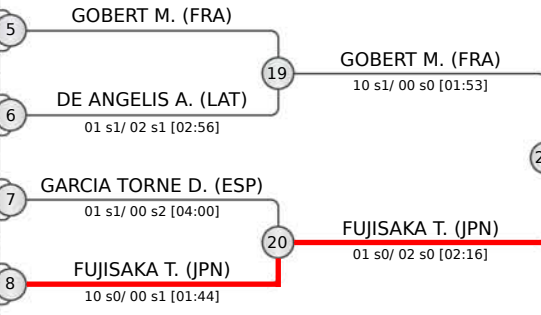 GOBERT M. (FRA)
5
19
GOBERT M. (FRA)
10 s1/ 00 s0 [01:53]
DE ANGELIS A. (LAT)
6
01 s1/ 02 s1 [02:56]
GARCIA TORNE D. (ESP)
7
01 s1/ 00 s2 [04:00]
20
FUJISAKA T. (JPN)
01 s0/ 02 s0 [02:16]
FUJISAKA T. (JPN)
8
10 s0/ 00 s1 [01:44]